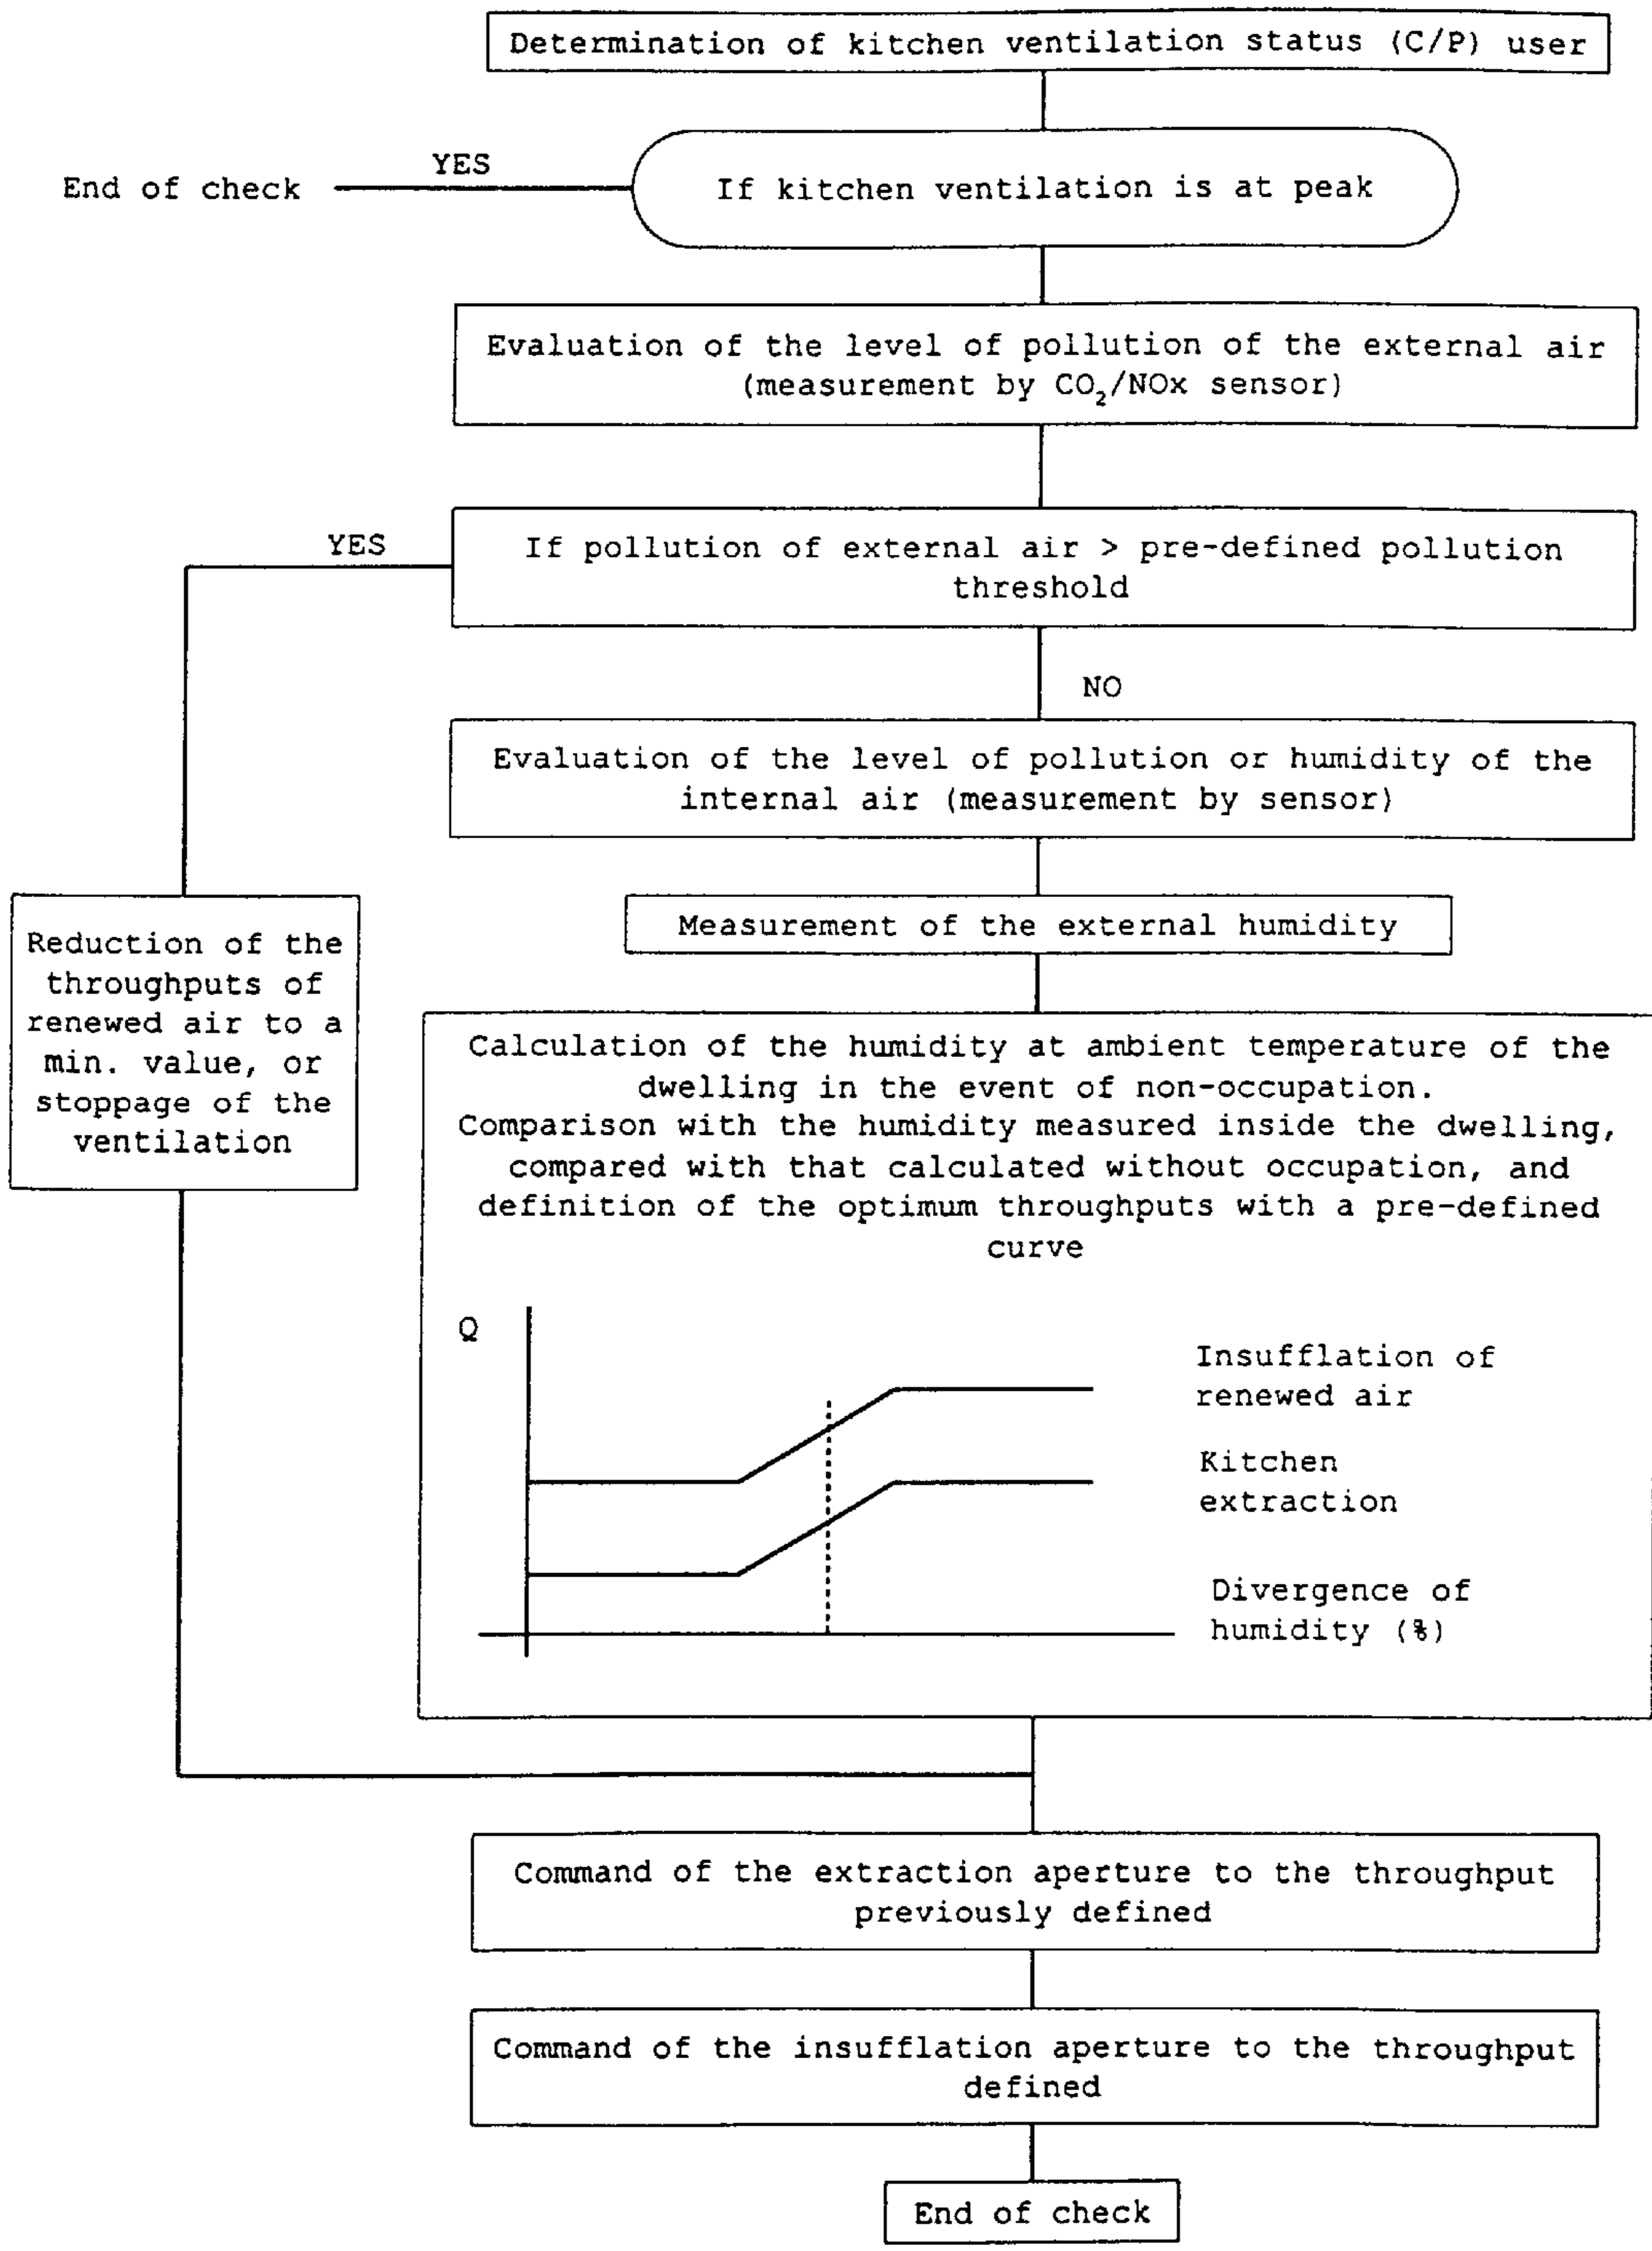 Determination of kitchen ventilation status (C/P) user
YES
End of check
If kitchen ventilation is at peak
Evaluation of the level of pollution of the external air
(measurement by CO₂/NOx sensor)
YES
If pollution of external air > pre-defined pollution
threshold
NO
Evaluation of the level of pollution or humidity of the
internal air (measurement by sensor)
Measurement of the external humidity
Reduction of the
throughputs of
renewed air to a
min. value, or
stoppage of the
ventilation
Calculation of the humidity at ambient temperature of the
dwelling in the event of non-occupation.
Comparison with the humidity measured inside the dwelling,
compared with that calculated without occupation, and
definition of the optimum throughputs with a pre-defined
curve
Q
Insufflation of
renewed air
Kitchen
extraction
Divergence of
humidity (%)
Command of the extraction aperture to the throughput
previously defined
Command of the insufflation aperture to the throughput
defined
End of check